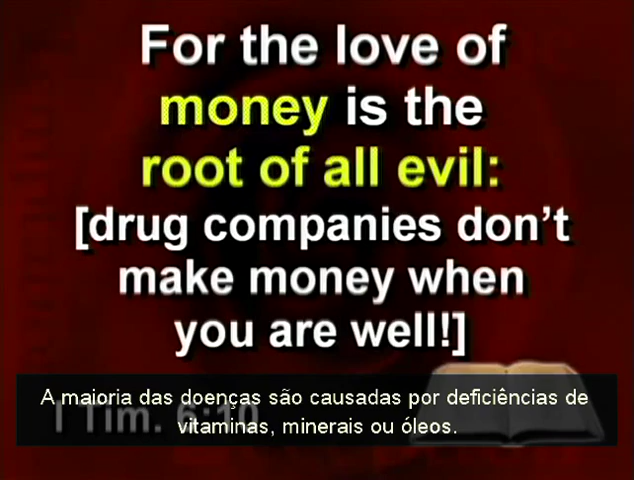 For the love of
money is the
root of all evil:
[drug companies don't
make money when
you are well!]
A maioria das doenças são causadas por deficiências de
vitaminas, minerais ou óleos.
I Tim. 6:10